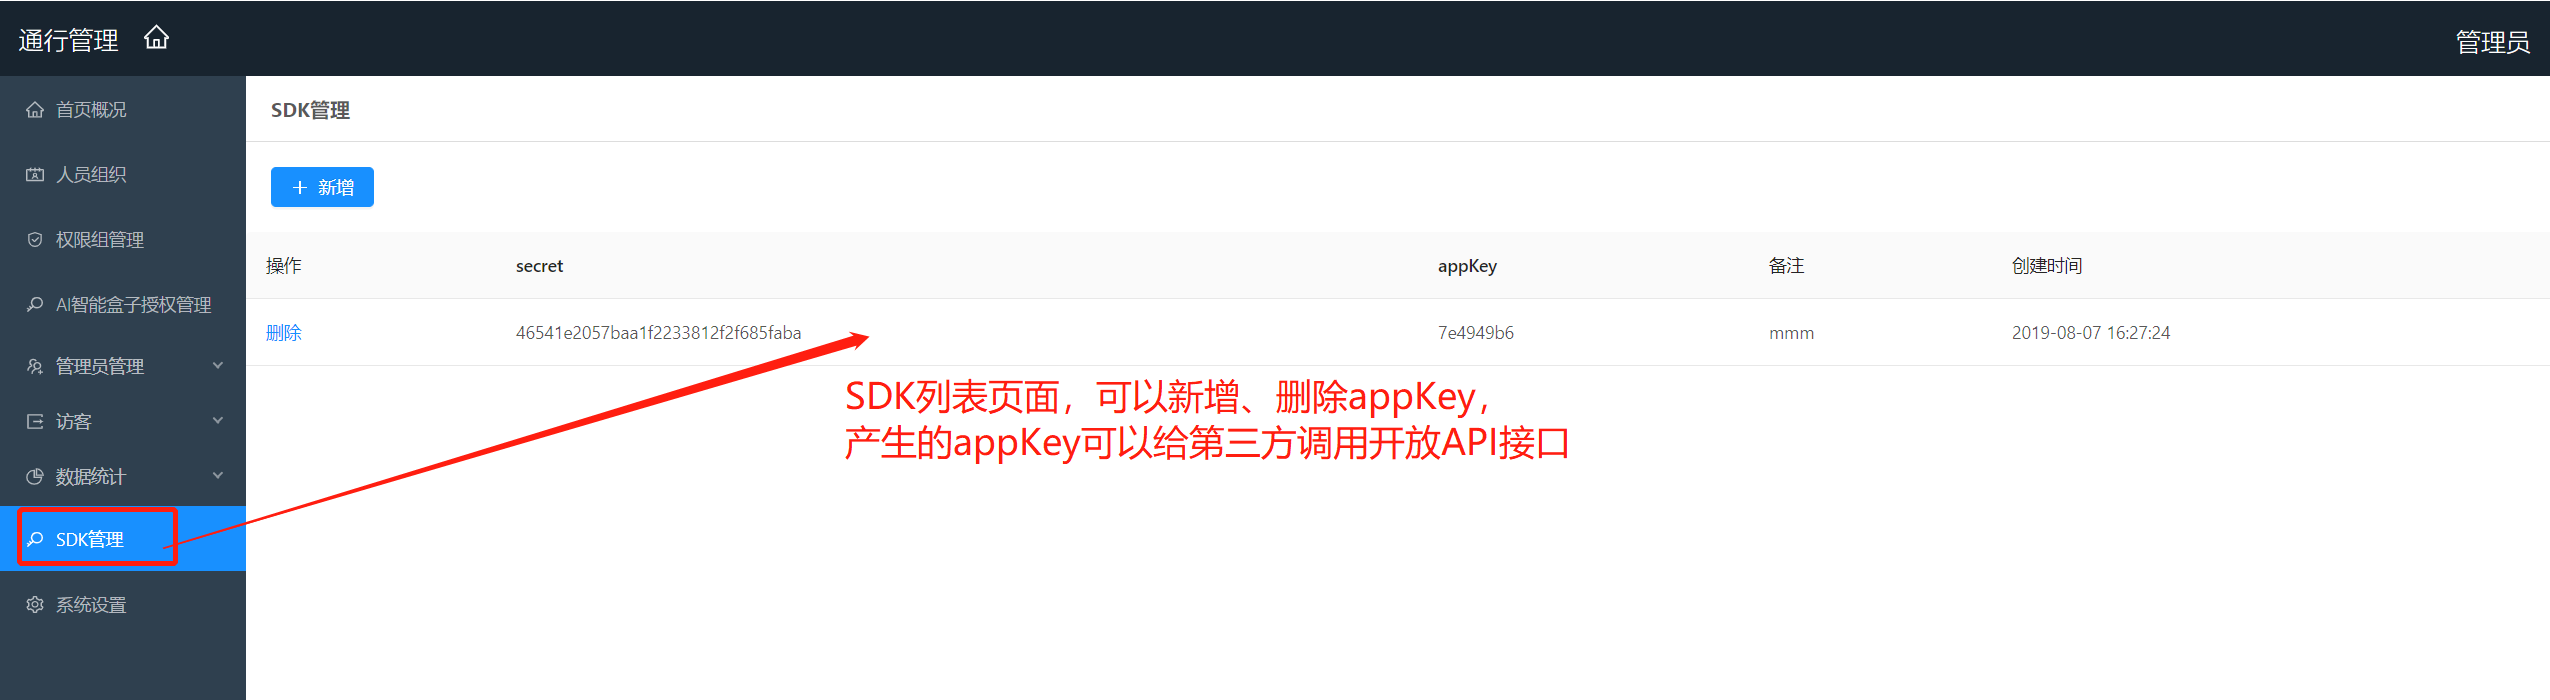 通行管理
管理员
首页概况
人员组织
权限组管理
AI智能盒子授权管理
管理员管理
访客
数据统计
SDK管理
系统设置
SDK管理
新增
操作 secret appKey 备注 创建时间
删除 46541e2057baa1f2233812f2f685faba 7e4949b6 mmm 2019-08-07 16:27:24
SDK列表页面，可以新增、删除appKey，
产生的appKey可以给第三方调用开放API接口